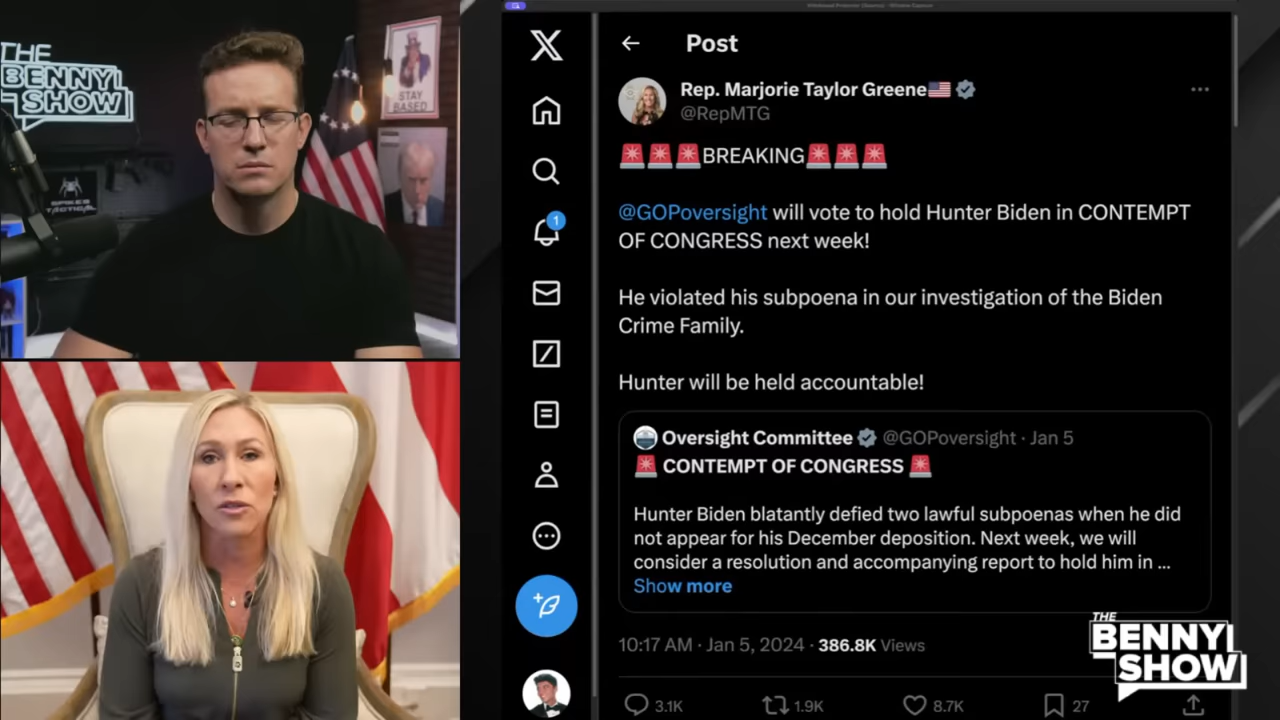 THE
BENNY
SHOW
STAY
BASED
SPIKES
TACTICAL
Post
Rep. Marjorie Taylor Greene🇺🇸
@RepMTG
🚨🚨🚨BREAKING🚨🚨🚨
@GOPoversight will vote to hold Hunter Biden in CONTEMPT
OF CONGRESS next week!
He violated his subpoena in our investigation of the Biden
Crime Family.
Hunter will be held accountable!
Oversight Committee @GOPoversight · Jan 5
🚨 CONTEMPT OF CONGRESS 🚨
Hunter Biden blatantly defied two lawful subpoenas when he did
not appear for his December deposition. Next week, we will
consider a resolution and accompanying report to hold him in ...
Show more
10:17 AM · Jan 5, 2024 · 386.8K Views
3.1K 1.9K 8.7K 27
1
THE
BENNY
SHOW